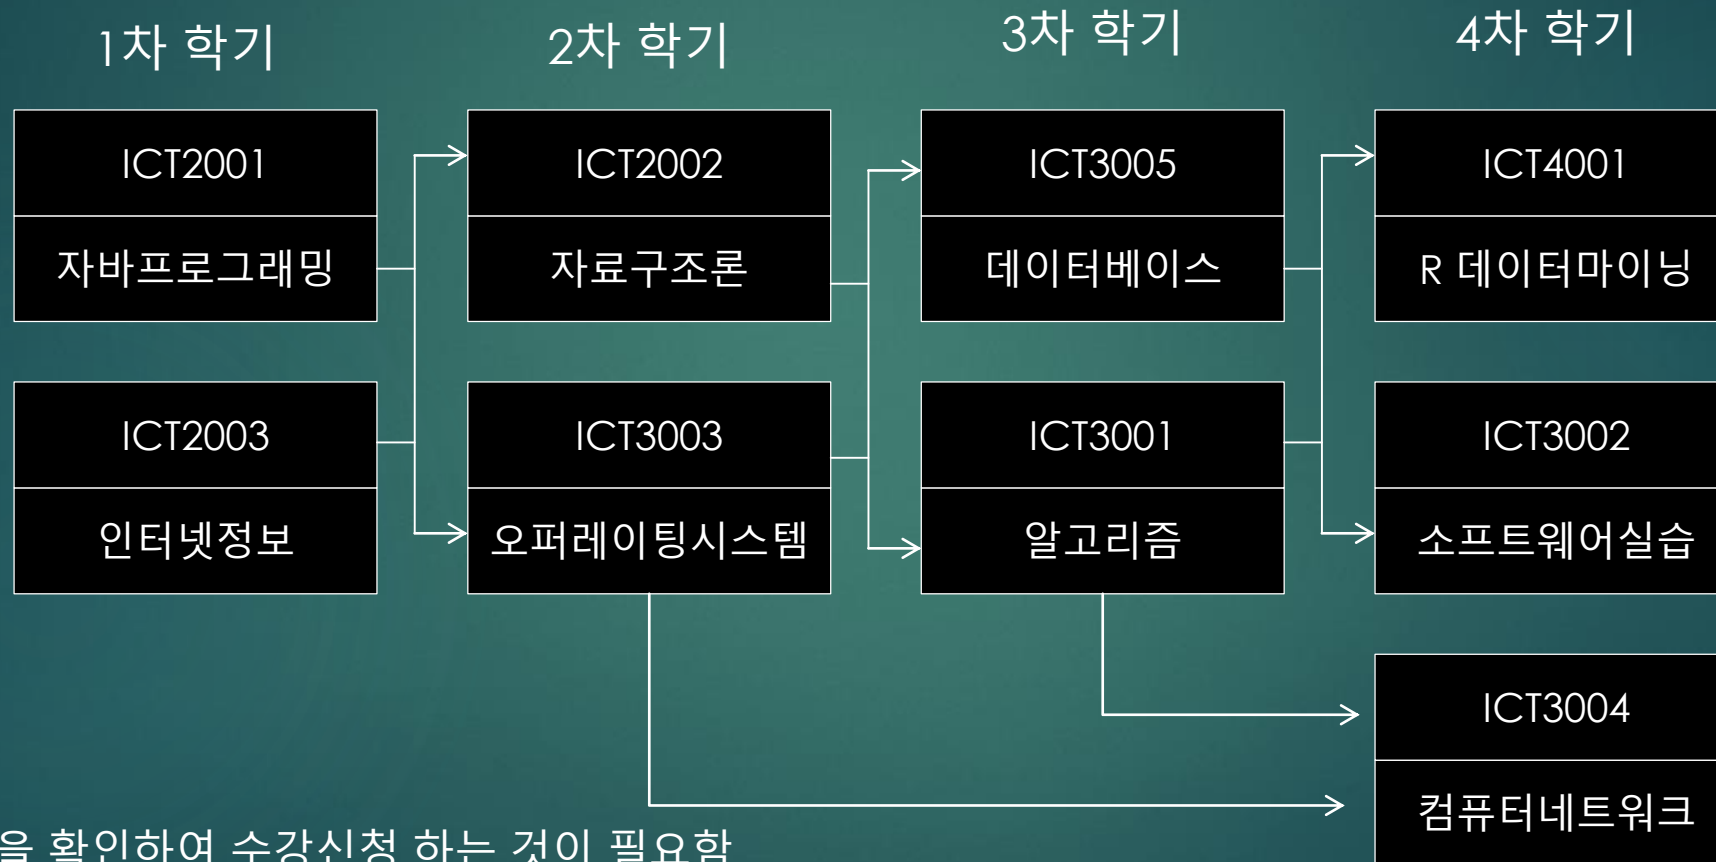 1차 학기
2차 학기
3차 학기
4차 학기
ICT2001
ICT2002
ICT3005
ICT4001
자바프로그래밍
자료구조론
데이터베이스
R 데이터마이닝
ICT2003
ICT3003
ICT3001
ICT3002
인터넷정보
오퍼레이팅시스템
알고리즘
소프트웨어실습
ICT3004
컴퓨터네트워크
을 확인하여 수강신청 하는 것이 필요함